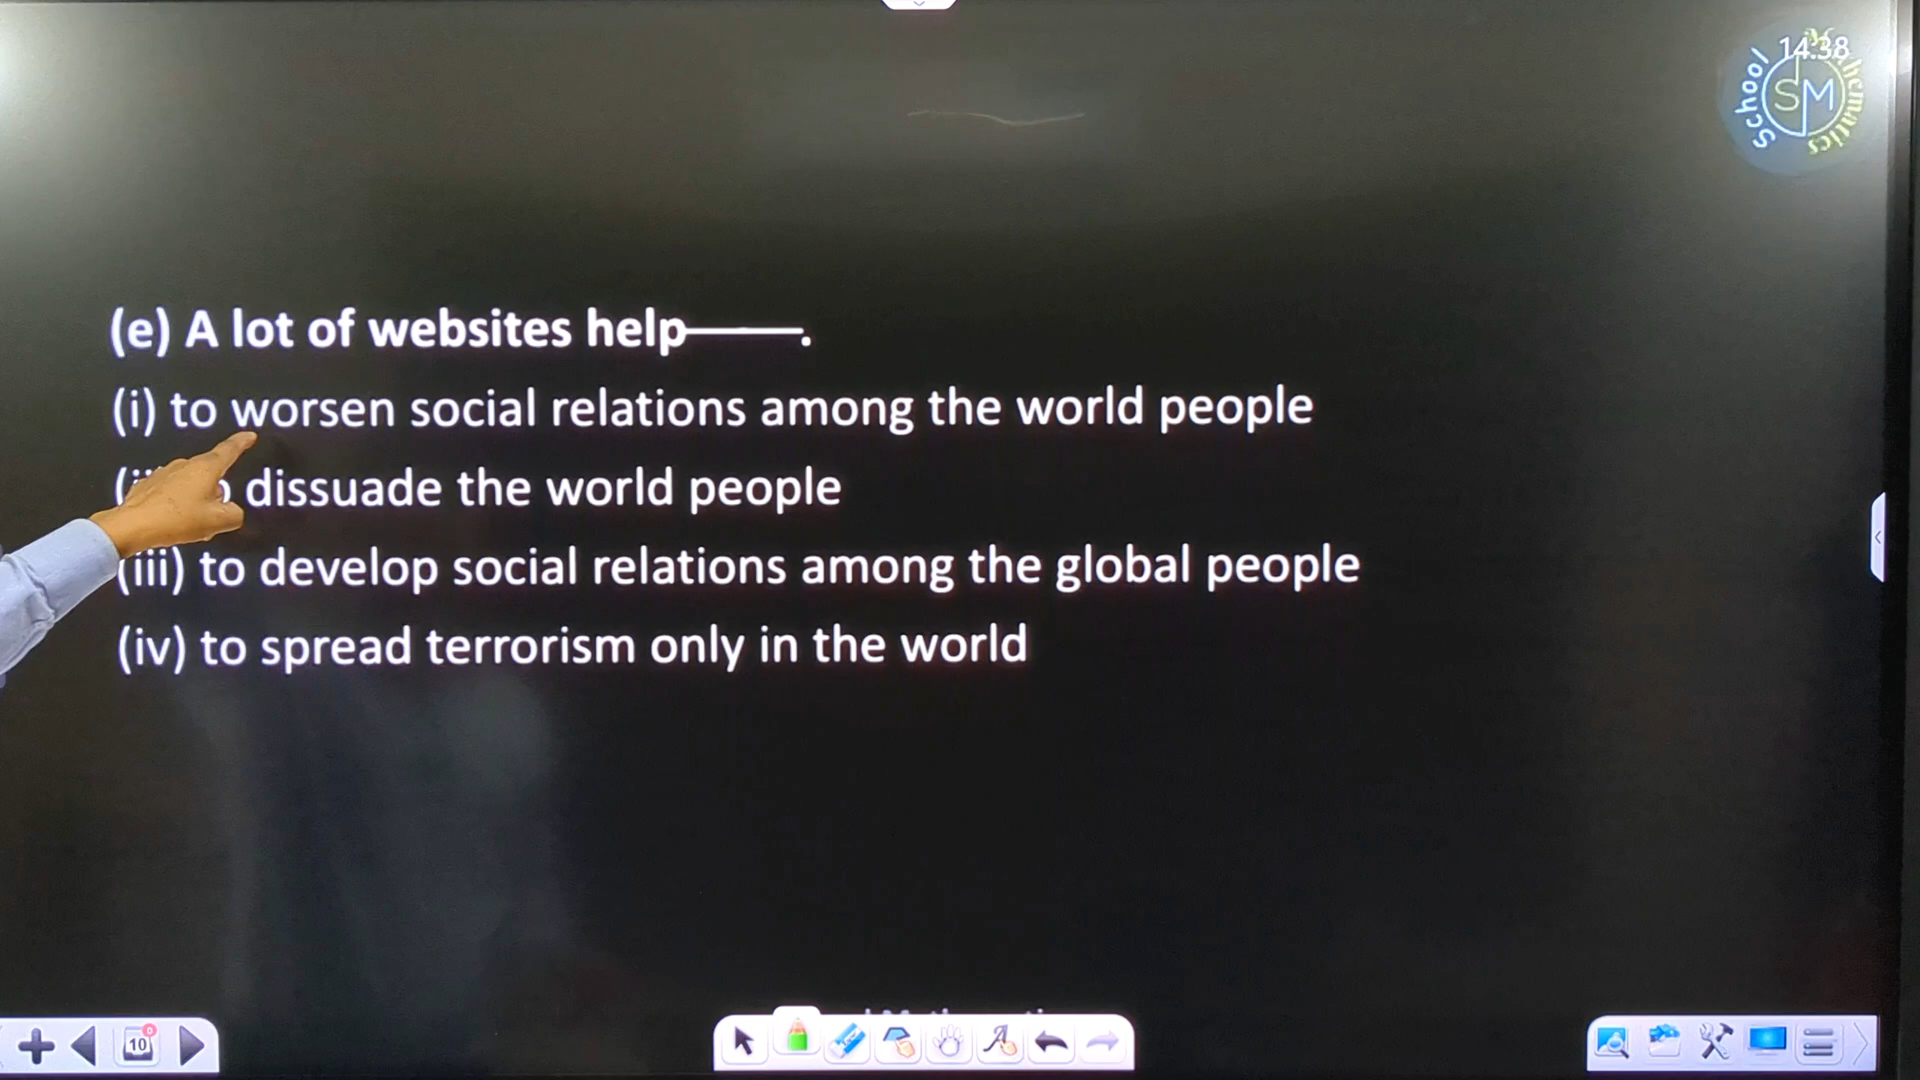 14:38
School
SM
(e) A lot of websites help———.
(i) to worsen social relations among the world people
dissuade the world people
(iii) to develop social relations among the global people
(iv) to spread terrorism only in the world
10
0